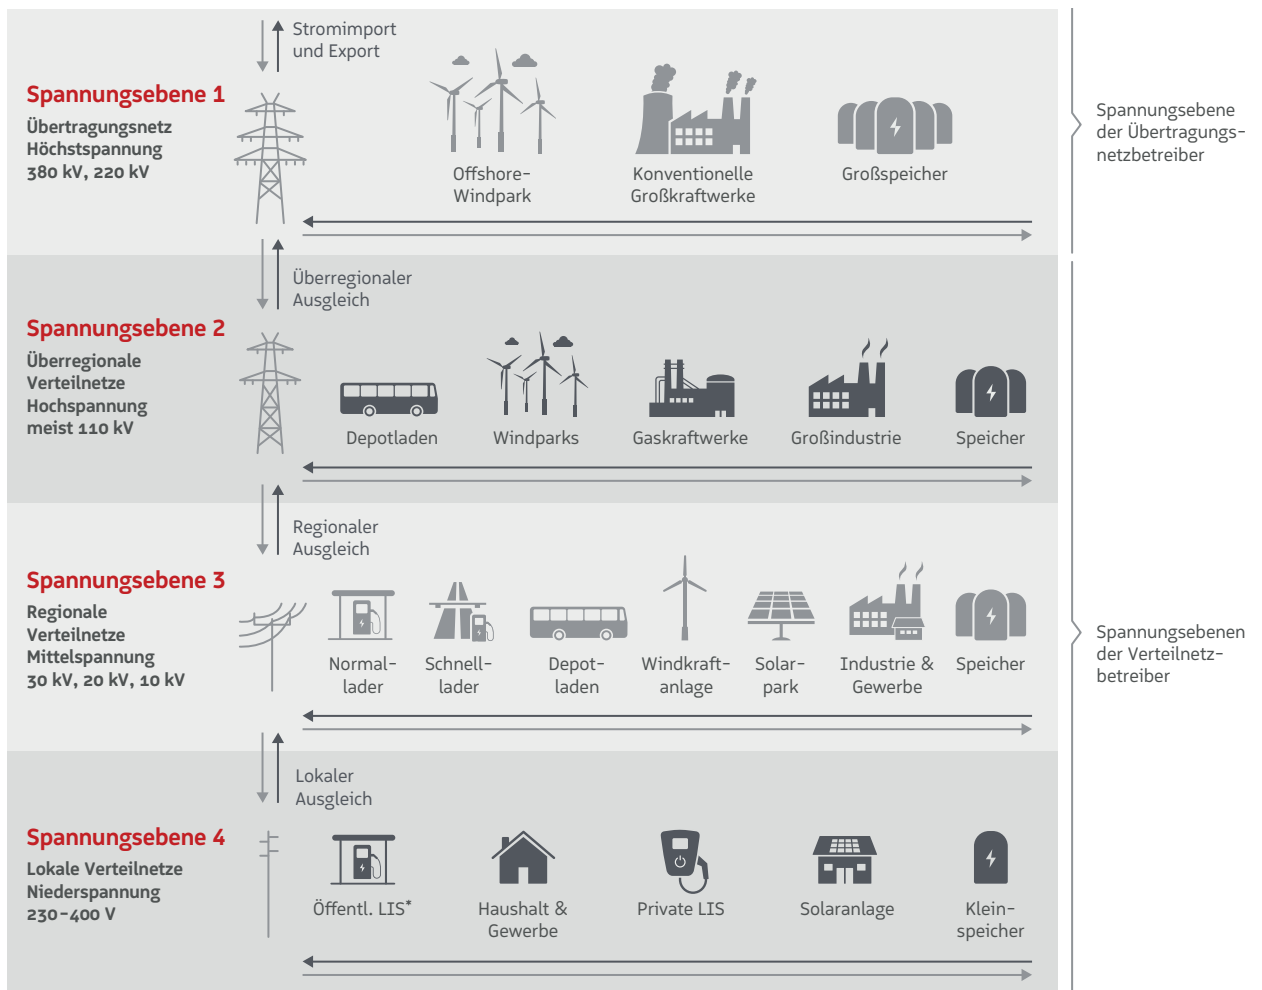 Stromimport
und Export
Spannungsebene 1
Übertragungsnetz
Höchstspannung
380 kV, 220 kV
Offshore-
Windpark
Konventionelle
Großkraftwerke
Großspeicher
Spannungsebene
der Übertragungs-
netzbetreiber
Überregionaler
Ausgleich
Spannungsebene 2
Überregionale
Verteilnetze
Hochspannung
meist 110 kV
Depotladen
Windparks
Gaskraftwerke
Großindustrie
Speicher
Regionaler
Ausgleich
Spannungsebene 3
Regionale
Verteilnetze
Mittelspannung
30 kV, 20 kV, 10 kV
Normal-
lader
Schnell-
lader
Depot-
laden
Windkraft-
anlage
Solar-
park
Industrie &
Gewerbe
Speicher
Spannungsebenen
der Verteilnetz-
betreiber
Lokaler
Ausgleich
Spannungsebene 4
Lokale Verteilnetze
Niederspannung
230–400 V
Öffentl. LIS*
Haushalt &
Gewerbe
Private LIS
Solaranlage
Klein-
speicher